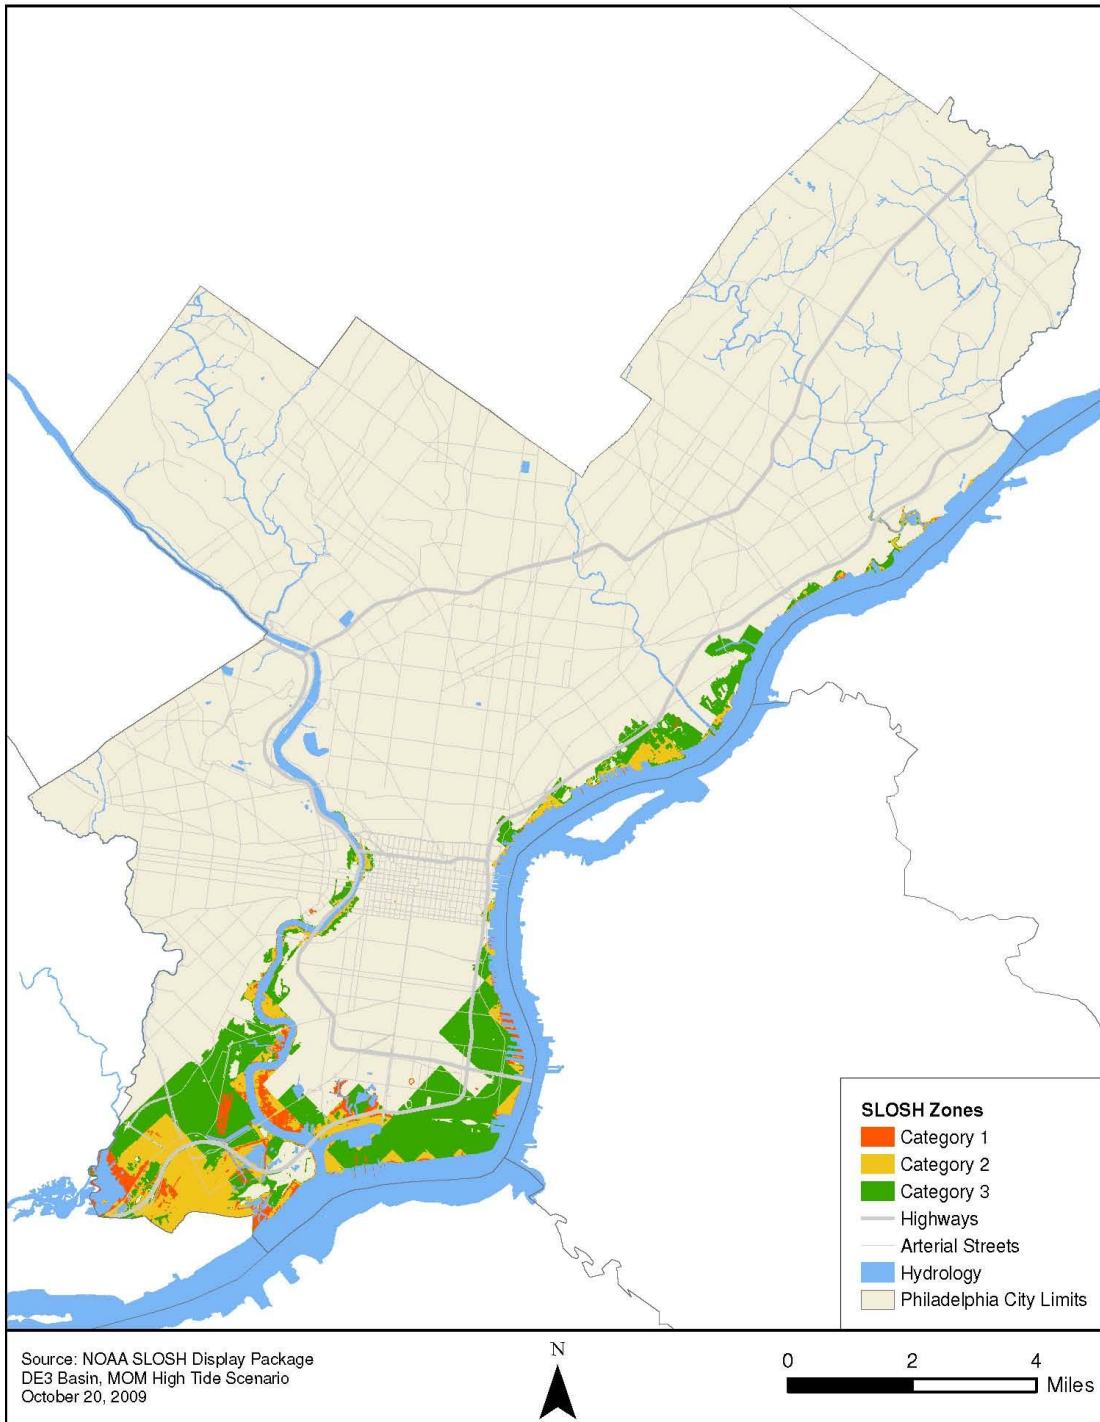 SLOSH Zones
Category 1
Category 2
Category 3
Highways
Arterial Streets
Hydrology
Philadelphia City Limits
Source: NOAA SLOSH Display Package
DE3 Basin, MOM High Tide Scenario
October 20, 2009
N
0 2 4
Miles